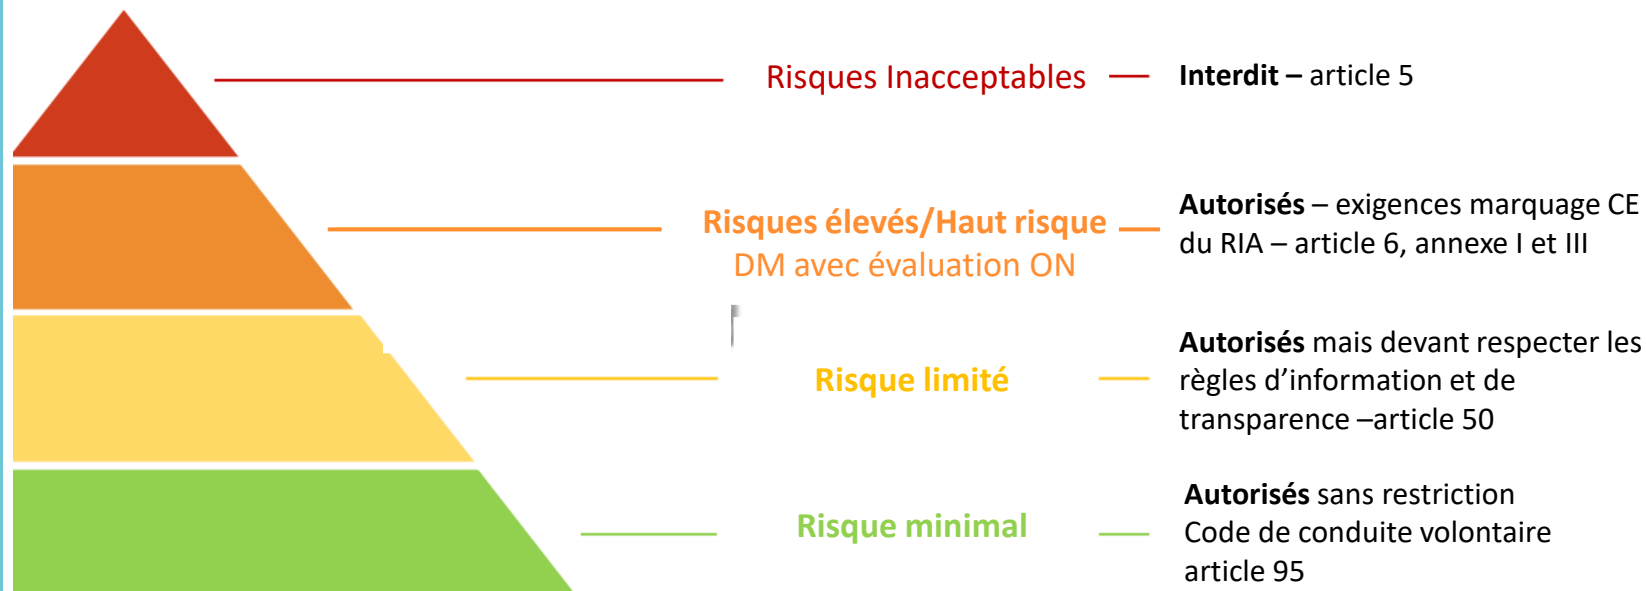 Risques Inacceptables
Interdit – article 5
Risques élevés/Haut risque
DM avec évaluation ON
Autorisés – exigences marquage CE
du RIA – article 6, annexe I et III
Risque limité
Autorisés mais devant respecter les
règles d’information et de
transparence –article 50
Risque minimal
Autorisés sans restriction
Code de conduite volontaire
article 95